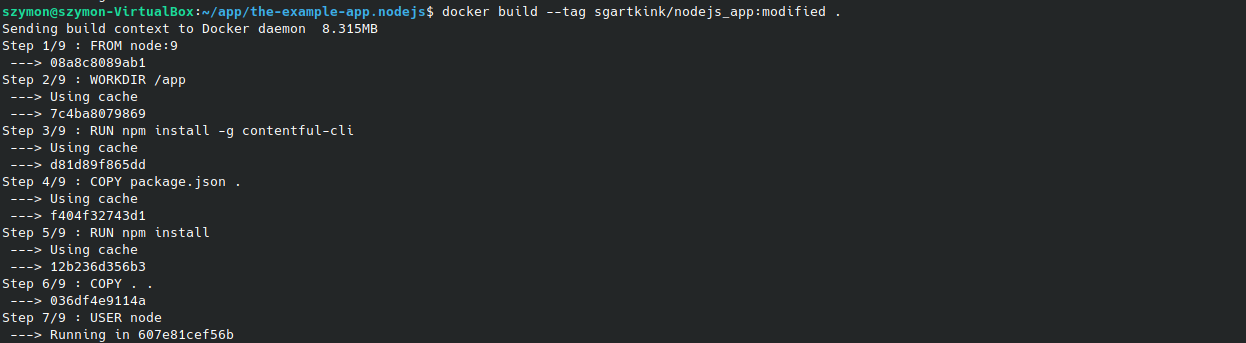 szymon@szymon-VirtualBox:~/app/the-example-app.nodejs$ docker build --tag sgartkink/nodejs_app:modified .
Sending build context to Docker daemon  8.315MB
Step 1/9 : FROM node:9
 ---> 08a8c8089ab1
Step 2/9 : WORKDIR /app
 ---> Using cache
 ---> 7c4ba8079869
Step 3/9 : RUN npm install -g contentful-cli
 ---> Using cache
 ---> d81d89f865dd
Step 4/9 : COPY package.json .
 ---> Using cache
 ---> f404f32743d1
Step 5/9 : RUN npm install
 ---> Using cache
 ---> 12b236d356b3
Step 6/9 : COPY . .
 ---> 036df4e9114a
Step 7/9 : USER node
 ---> Running in 607e81cef56b